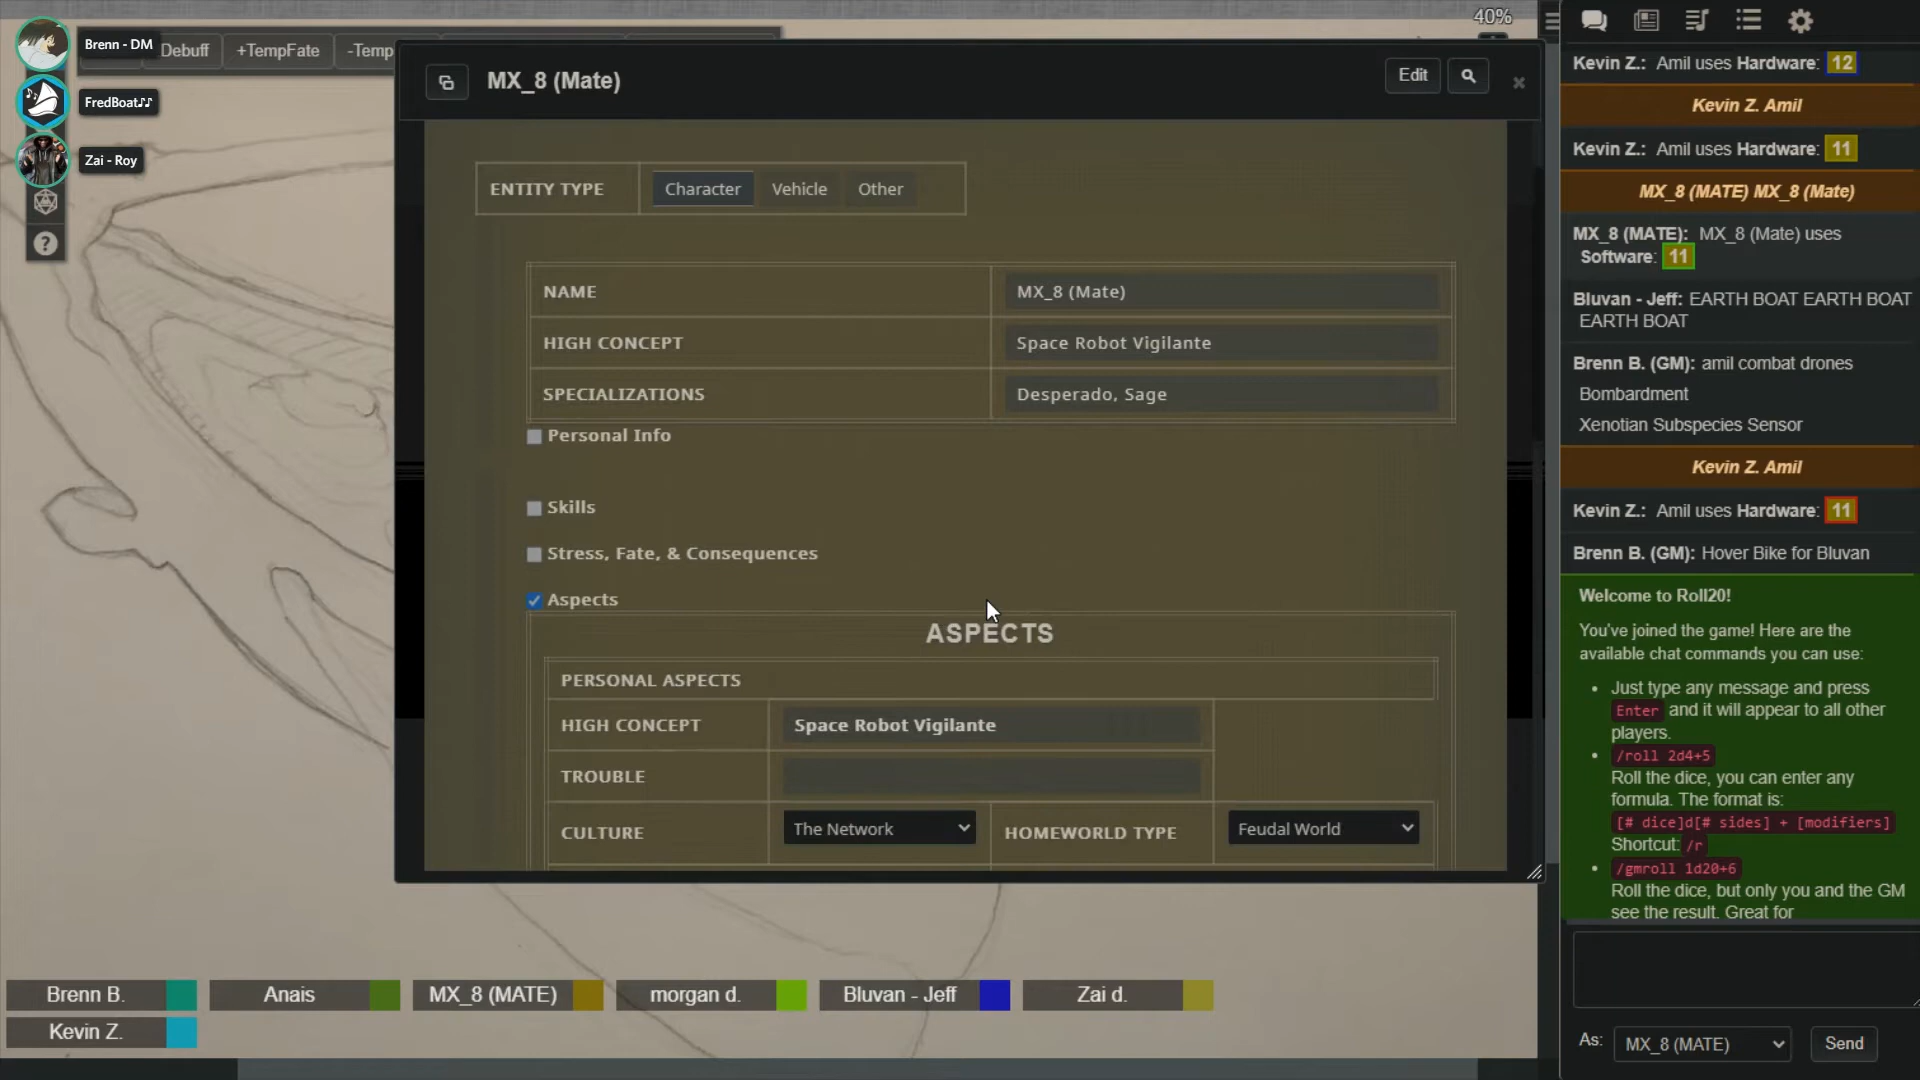 Brenn - DM
FredBoat♪♪
Zai - Roy
Debuff
+TempFate
-Temp
40%
MX_8 (Mate)
Edit
ENTITY TYPE
Character
Vehicle
Other
NAME
MX_8 (Mate)
HIGH CONCEPT
Space Robot Vigilante
SPECIALIZATIONS
Desperado, Sage
Personal Info
Skills
Stress, Fate, & Consequences
Aspects
ASPECTS
PERSONAL ASPECTS
HIGH CONCEPT
Space Robot Vigilante
TROUBLE
CULTURE
The Network
HOMEWORLD TYPE
Feudal World
Kevin Z.: Amil uses Hardware: 12
Kevin Z. Amil
Kevin Z.: Amil uses Hardware: 11
MX_8 (MATE) MX_8 (Mate)
MX_8 (MATE): MX_8 (Mate) uses
Software: 11
Bluvan - Jeff: EARTH BOAT EARTH BOAT
EARTH BOAT
Brenn B. (GM): amil combat drones
Bombardment
Xenotian Subspecies Sensor
Kevin Z. Amil
Kevin Z.: Amil uses Hardware: 11
Brenn B. (GM): Hover Bike for Bluvan
Welcome to Roll20!
You've joined the game! Here are the
available chat commands you can use:
• Just type any message and press
Enter and it will appear to all other
players.
• /roll 2d4+5
Roll the dice, you can enter any
formula. The format is:
[# dice]d[# sides] + [modifiers]
Shortcut: /r
• /gmroll 1d20+6
Roll the dice, but only you and the GM
see the result. Great for
As:
MX_8 (MATE)
Send
Brenn B.
Anais
MX_8 (MATE)
morgan d.
Bluvan - Jeff
Zai d.
Kevin Z.